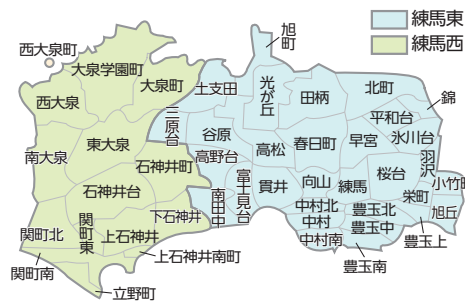 練馬東
練馬西
西大泉町
大泉学園町
大泉町
西大泉
南大泉
東大泉
石神井町
石神井台
下石神井
関町北
関町東
上石神井
上石神井南町
関町南
立野町
旭町
土支田
光が丘
田柄
北町
錦
三原台
谷原
高松
春日町
平和台
早宮
氷川台
羽沢
高野台
富士見台
貫井
向山
練馬
桜台
小竹町
栄町
旭丘
南田中
中村北
中村
中村南
豊玉北
豊玉中
豊玉上
豊玉南